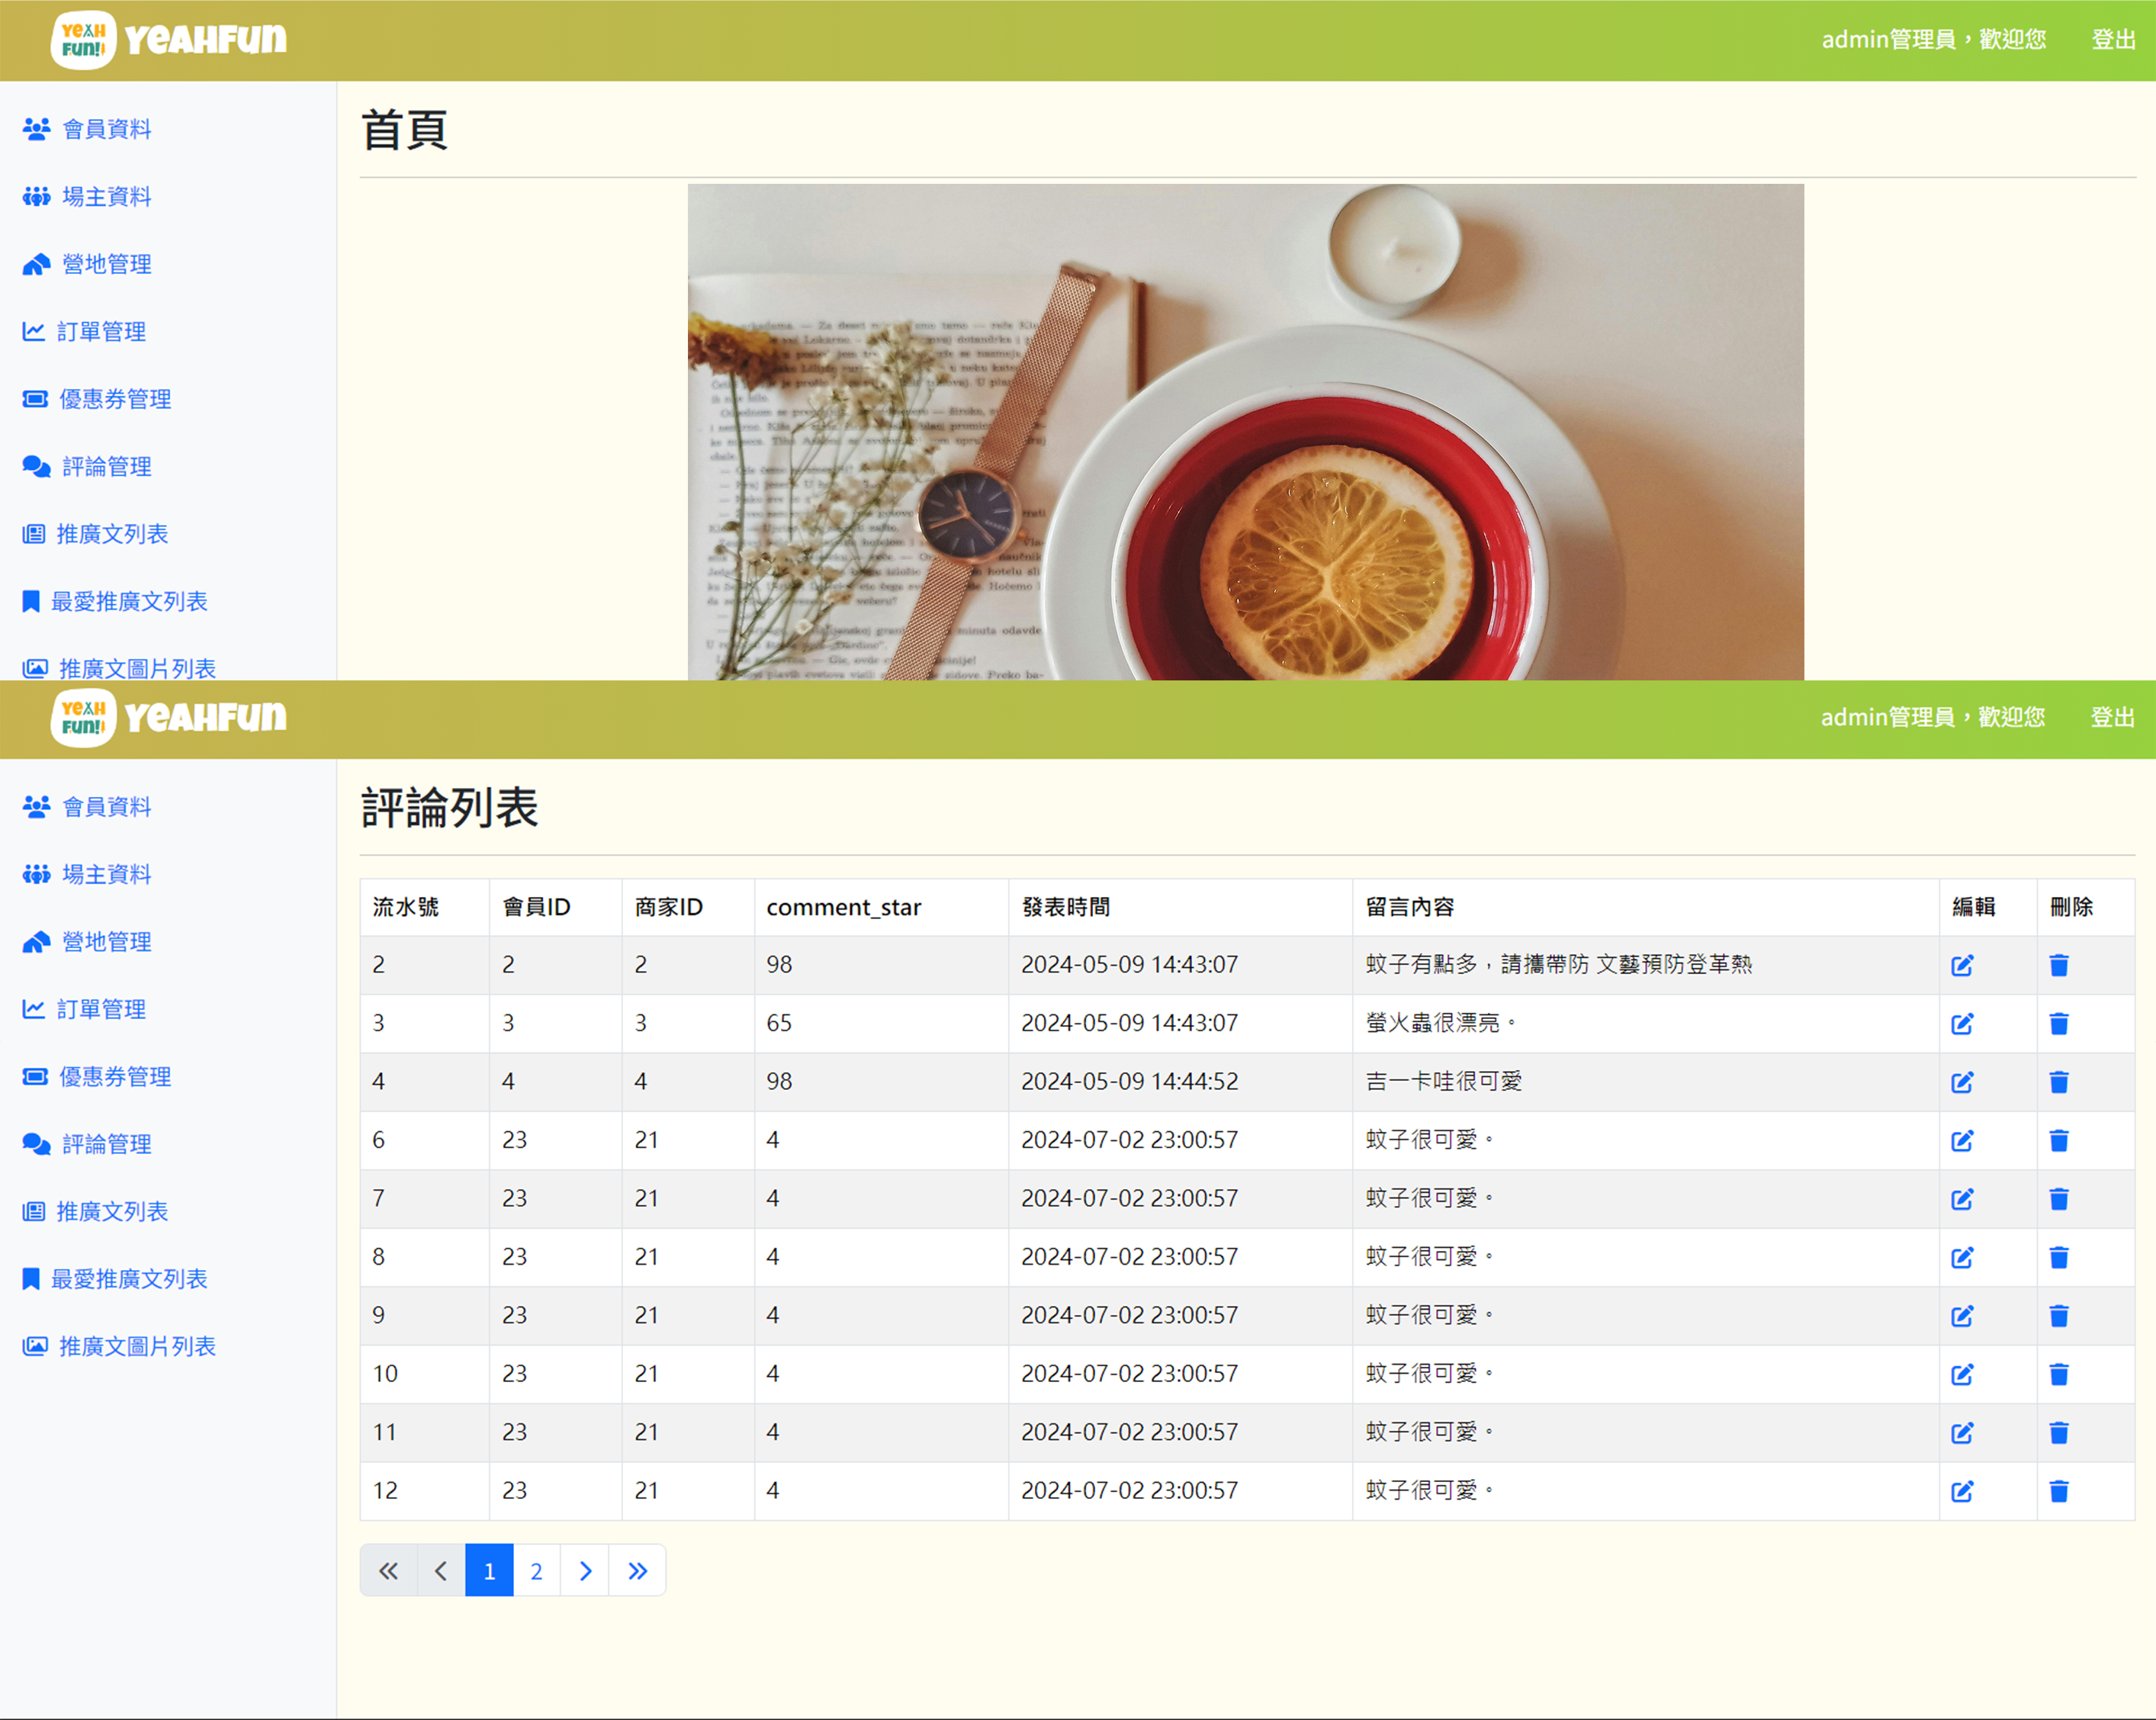 YEAH FUN! YEAHFUN admin管理員，歡迎您 登出
會員資料
場主資料
營地管理
訂單管理
優惠券管理
評論管理
推廣文列表
最愛推廣文列表
推廣文圖片列表
首頁
YEAH FUN! YEAHFUN admin管理員，歡迎您 登出
會員資料
場主資料
營地管理
訂單管理
優惠券管理
評論管理
推廣文列表
最愛推廣文列表
推廣文圖片列表
評論列表
流水號 會員ID 商家ID comment_star 發表時間 留言內容 編輯 刪除
2 2 2 98 2024-05-09 14:43:07 蚊子有點多，請攜帶防 文藝預防登革熱
3 3 3 65 2024-05-09 14:43:07 螢火蟲很漂亮。
4 4 4 98 2024-05-09 14:44:52 吉一卡哇很可愛
6 23 21 4 2024-07-02 23:00:57 蚊子很可愛。
7 23 21 4 2024-07-02 23:00:57 蚊子很可愛。
8 23 21 4 2024-07-02 23:00:57 蚊子很可愛。
9 23 21 4 2024-07-02 23:00:57 蚊子很可愛。
10 23 21 4 2024-07-02 23:00:57 蚊子很可愛。
11 23 21 4 2024-07-02 23:00:57 蚊子很可愛。
12 23 21 4 2024-07-02 23:00:57 蚊子很可愛。
1 2